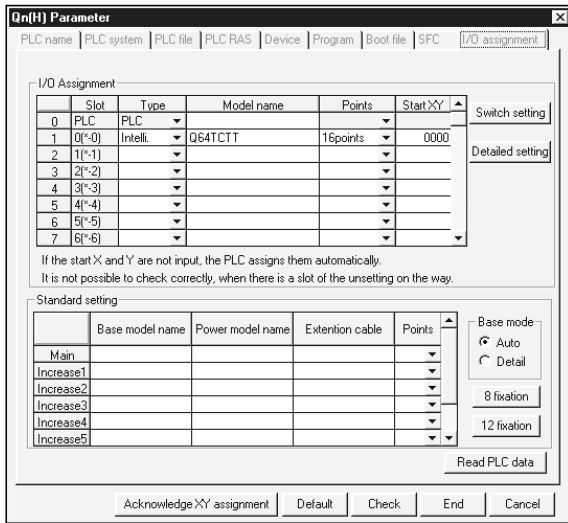 Qn(H) Parameter
PLC name PLC system PLC file PLC RAS Device Program Boot file SFC I/O assignment
I/O Assignment
Slot Type Model name Points Start XY
0 PLC PLC
1 0(*-0) Intelli. Q64TCTT 16points 0000
2 1(*-1)
3 2(*-2)
4 3(*-3)
5 4(*-4)
6 5(*-5)
7 6(*-6)
Switch setting
Detailed setting
If the start X and Y are not input, the PLC assigns them automatically.
It is not possible to check correctly, when there is a slot of the unsetting on the way.
Standard setting
Base model name Power model name Extention cable Points
Main
Increase1
Increase2
Increase3
Increase4
Increase5
Base mode
Auto
Detail
8 fixation
12 fixation
Read PLC data
Acknowledge XY assignment Default Check End Cancel